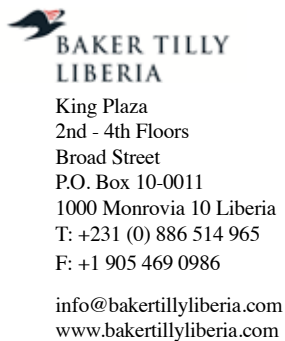 BAKER TILLY
LIBERIA
King Plaza
2nd - 4th Floors
Broad Street
P.O. Box 10-0011
1000 Monrovia 10 Liberia
T: +231 (0) 886 514 965
F: +1 905 469 0986
info@bakertillyliberia.com
www.bakertillyliberia.com